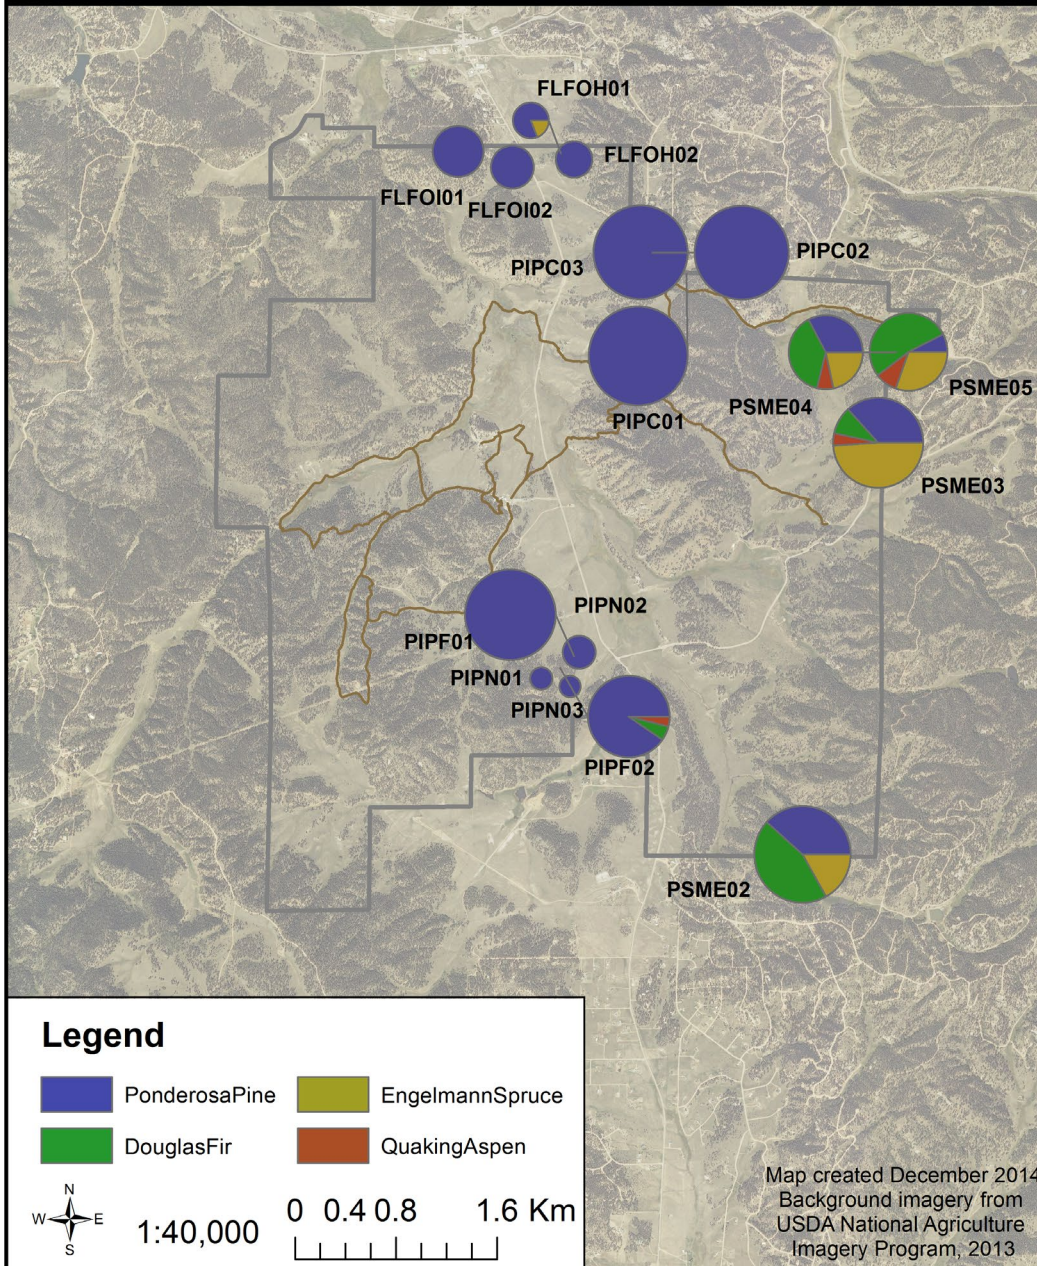 FLFOH01
FLFOH02
FLFOI01
FLFOI02
PIPC03
PIPC02
PIPC01
PSME04
PSME05
PSME03
PIPN02
PIPF01
PIPN01
PIPN03
PIPF02
PSME02
Legend
PonderosaPine
EngelmannSpruce
DouglasFir
QuakingAspen
N
W E
S
1:40,000
0 0.4 0.8 1.6 Km
Map created December 2014
Background imagery from
USDA National Agriculture
Imagery Program, 2013